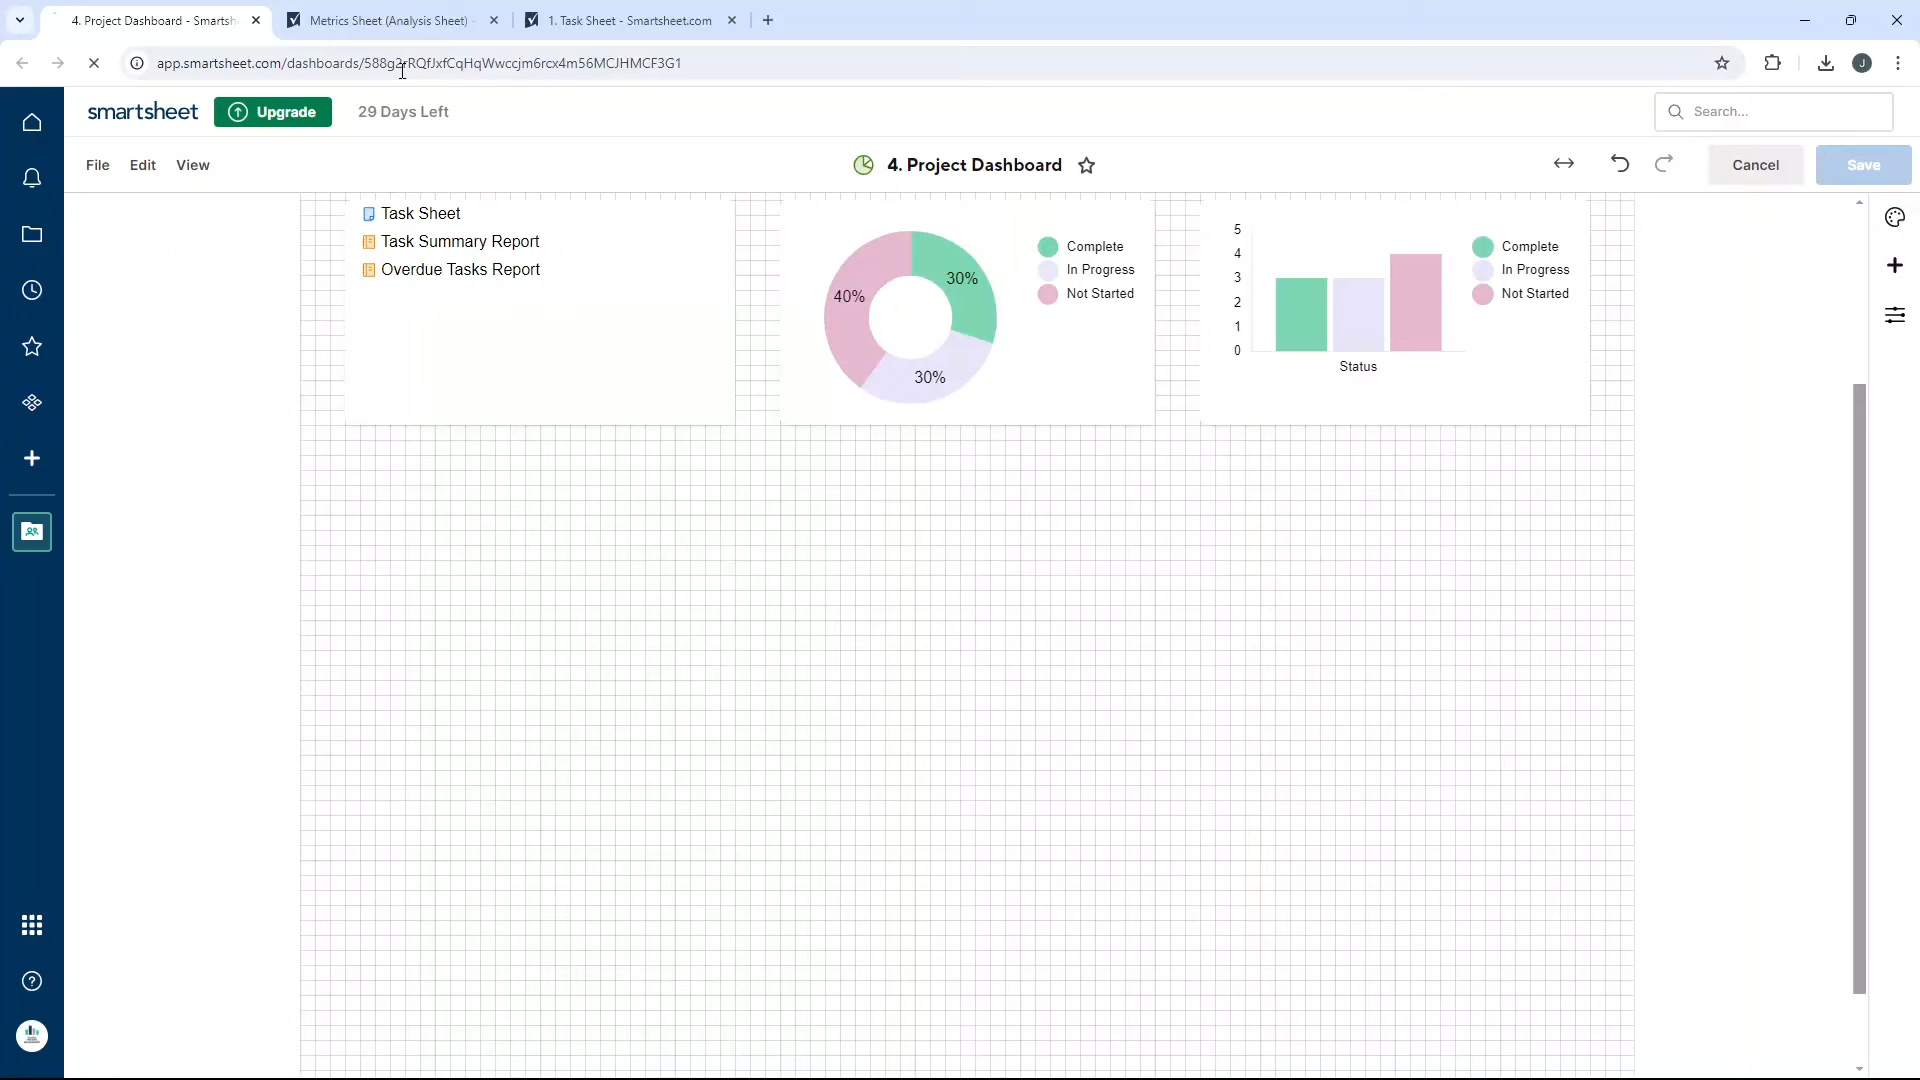 4. Project Dashboard - Smartsh
Metrics Sheet (Analysis Sheet) -
1. Task Sheet - Smartsheet.com
app.smartsheet.com/dashboards/588g2rRQfJxfCqHqWwccjm6rcx4m56MCJHMCF3G1
J
smartsheet
Upgrade
29 Days Left
Search...
File
Edit
View
4. Project Dashboard
Cancel
Save
Task Sheet
Task Summary Report
Overdue Tasks Report
30%
40%
30%
Complete
In Progress
Not Started
5
4
3
2
1
0
Status
Complete
In Progress
Not Started